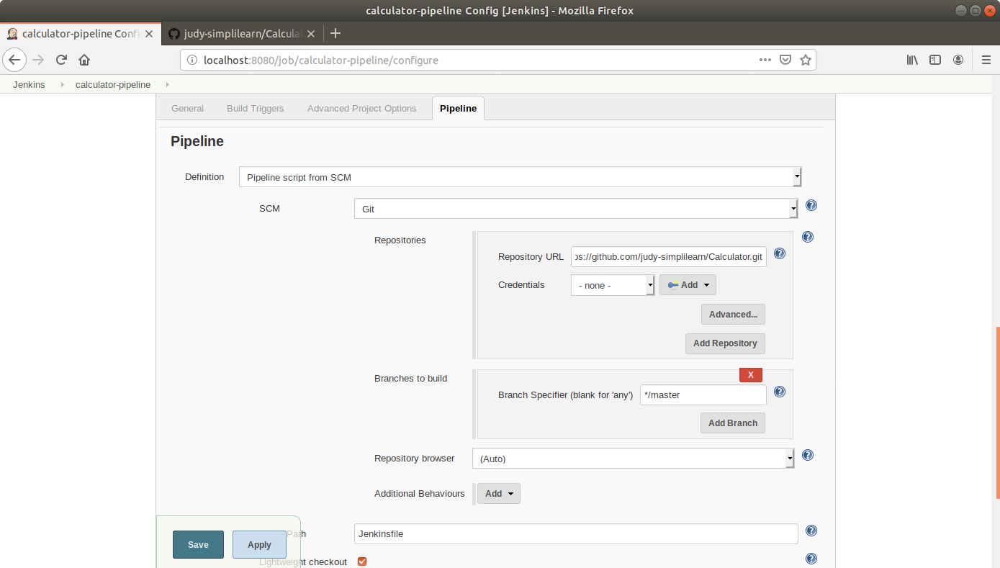 calculator-pipeline Config [Jenkins] - Mozilla Firefox
calculator-pipeline Confi
judy-simplilearn/Calcula
localhost:8080/job/calculator-pipeline/configure
Jenkins
calculator-pipeline
General
Build Triggers
Advanced Project Options
Pipeline
Pipeline
Definition
Pipeline script from SCM
SCM
Git
Repositories
Repository URL
ps://github.com/judy-simplilearn/Calculator.git
Credentials
- none -
Add
Advanced...
Add Repository
Branches to build
X
Branch Specifier (blank for 'any')
*/master
Add Branch
Repository browser
(Auto)
Additional Behaviours
Add
Path
Jenkinsfile
Save
Apply
Lightweight checkout